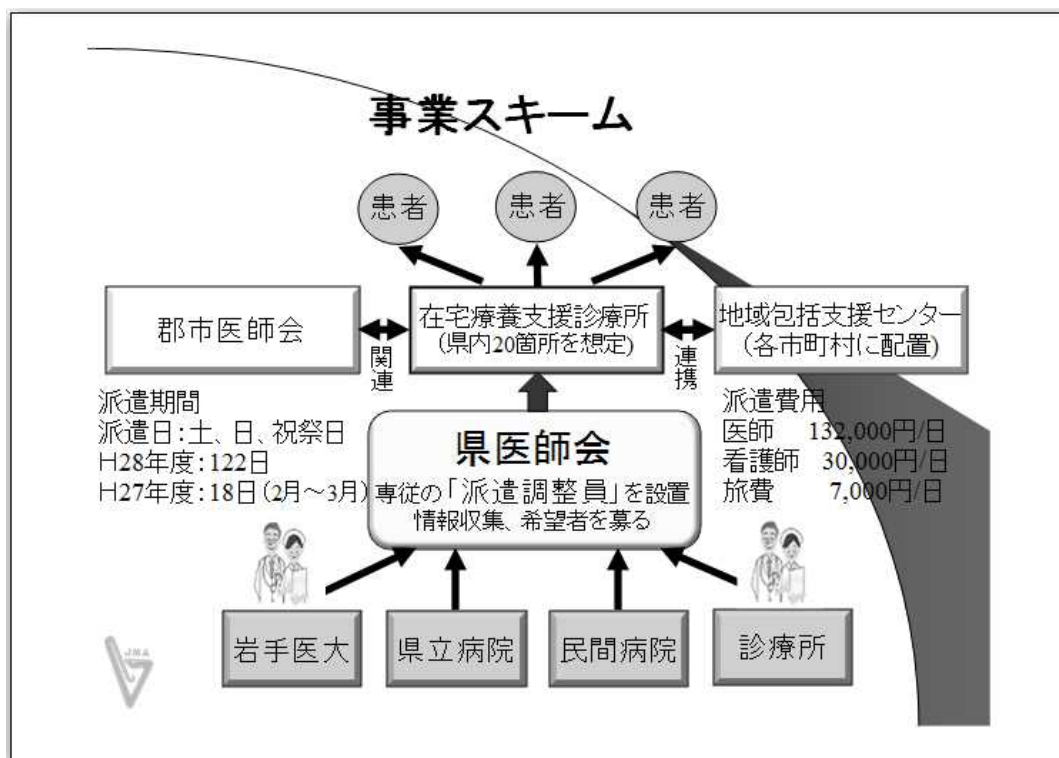 事業スキーム
患者
患者
患者
郡市医師会
関連
在宅療養支援診療所
(県内20箇所を想定)
連携
地域包括支援センター
(各市町村に配置)
派遣期間
派遣日:土、日、祝祭日
H28年度:122日
H27年度:18日(2月～3月)
県医師会
専従の「派遣調整員」を設置
情報収集、希望者を募る
派遣費用
医師 132,000円/日
看護師 30,000円/日
旅費 7,000円/日
岩手医大
県立病院
民間病院
診療所
JMA